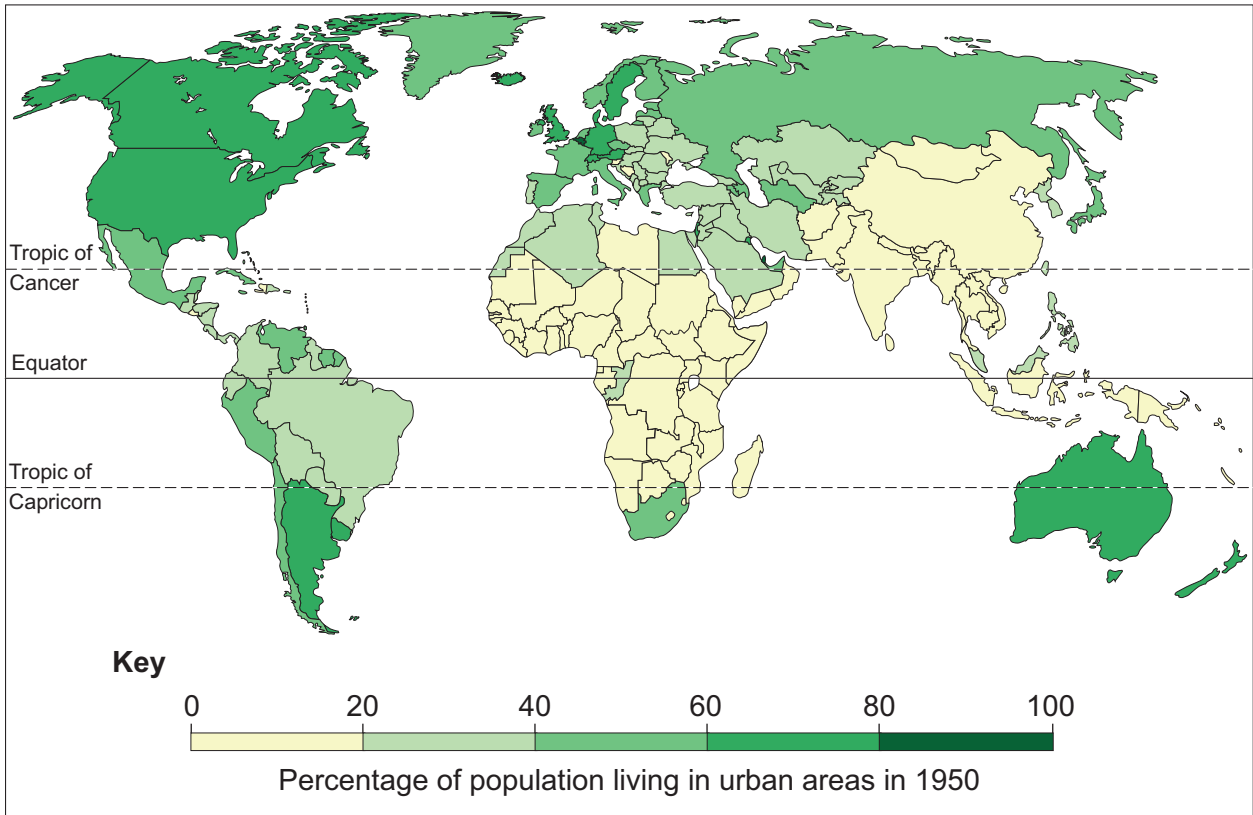 Tropic of
Cancer
Equator
Tropic of
Capricorn
Key
0 20 40 60 80 100
Percentage of population living in urban areas in 1950